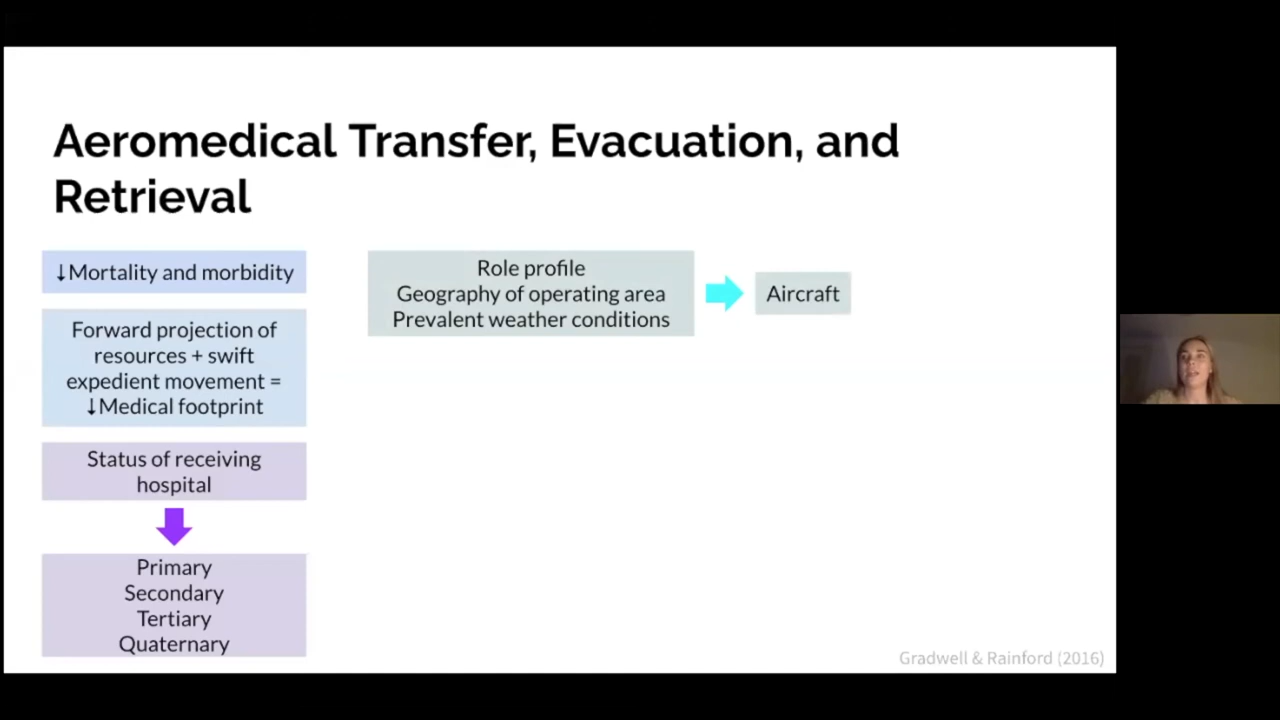 Aeromedical Transfer, Evacuation, and
Retrieval
↓Mortality and morbidity
Forward projection of
resources + swift
expedient movement =
↓Medical footprint
Status of receiving
hospital
Primary
Secondary
Tertiary
Quaternary
Role profile
Geography of operating area
Prevalent weather conditions
Aircraft
Gradwell & Rainford (2016)